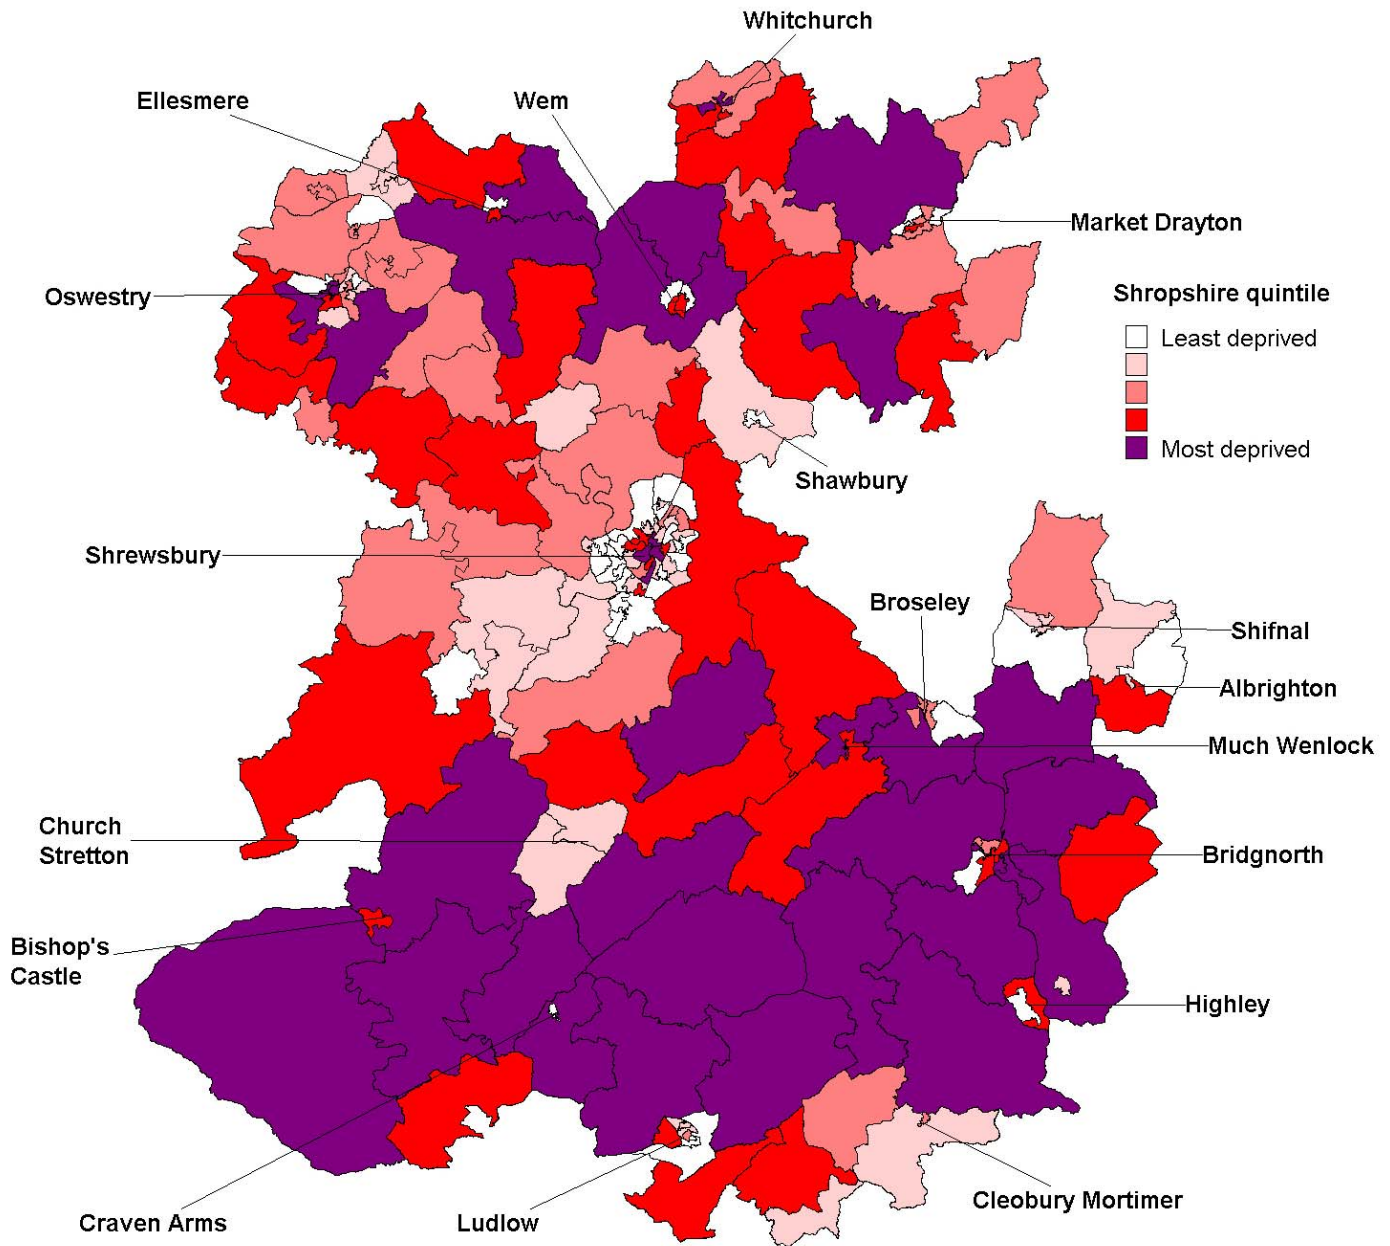 Whitchurch
Ellesmere
Wem
Market Drayton
Oswestry
Shropshire quintile
Least deprived
Most deprived
Shawbury
Shrewsbury
Broseley
Shifnal
Albrighton
Much Wenlock
Church
Stretton
Bridgnorth
Bishop's
Castle
Highley
Cleobury Mortimer
Craven Arms
Ludlow